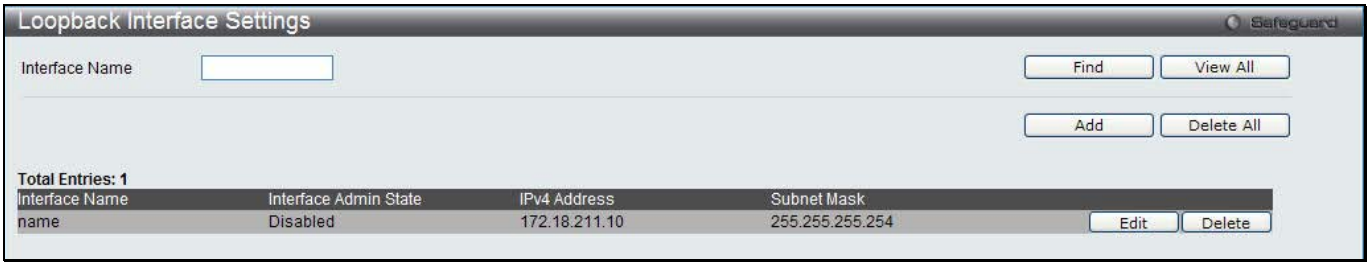 Loopback Interface Settings
Safeguard
Interface Name
Find
View All
Add
Delete All
Total Entries: 1
Interface Name Interface Admin State IPv4 Address Subnet Mask
name Disabled 172.18.211.10 255.255.255.254 Edit Delete